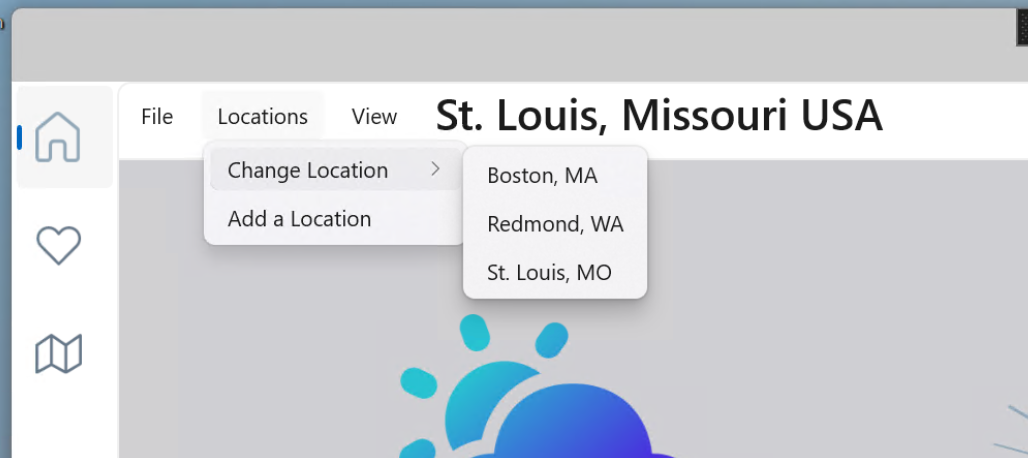 File Locations View St. Louis, Missouri USA
Change Location
Add a Location
Boston, MA
Redmond, WA
St. Louis, MO